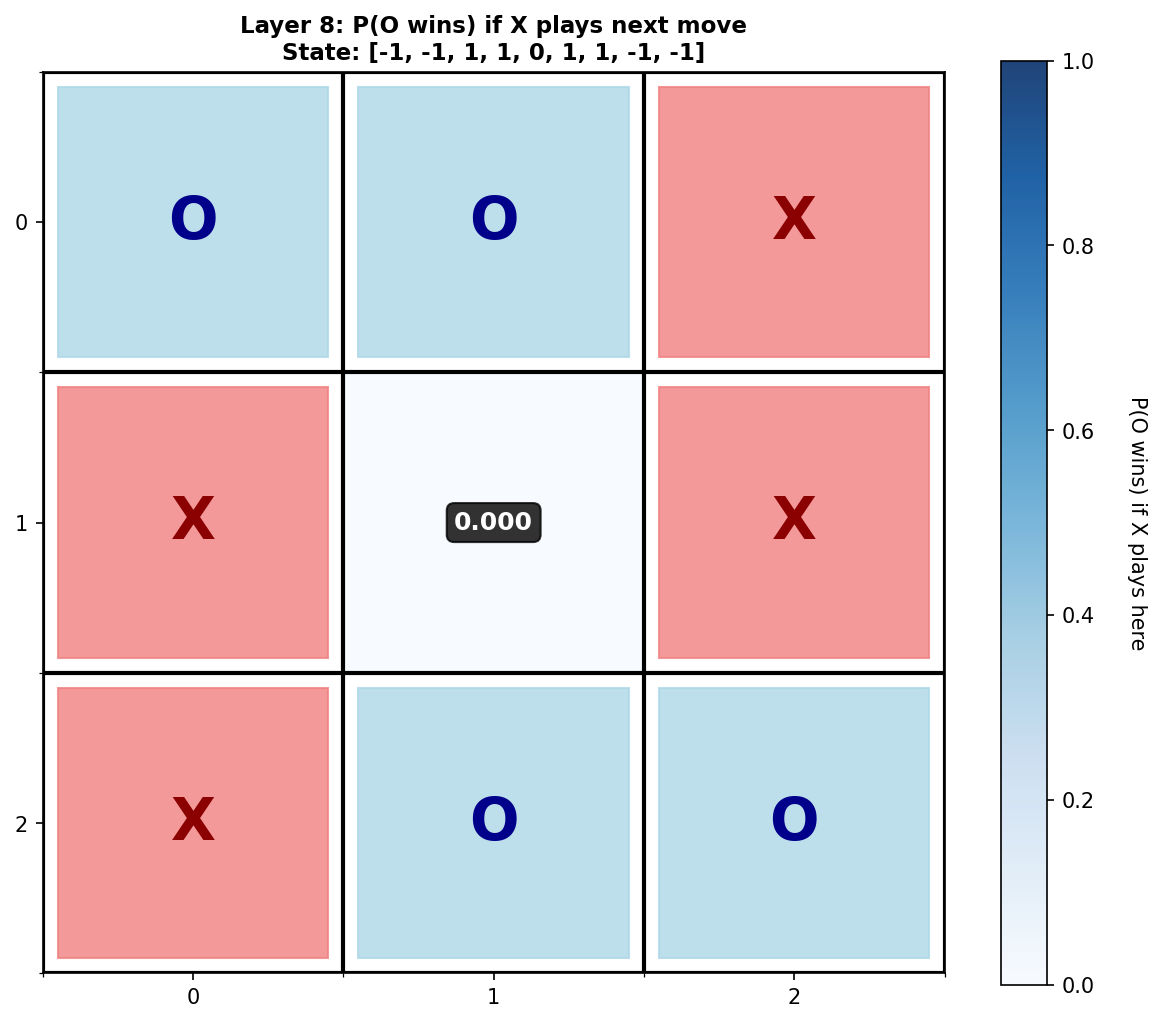 Layer 8: P(O wins) if X plays next move
State: [-1, -1, 1, 1, 0, 1, 1, -1, -1]
0
O
O
X
1
X
0.000
X
2
X
O
O
0
1
2
1.0
0.8
0.6
0.4
0.2
0.0
P(O wins) if X plays here